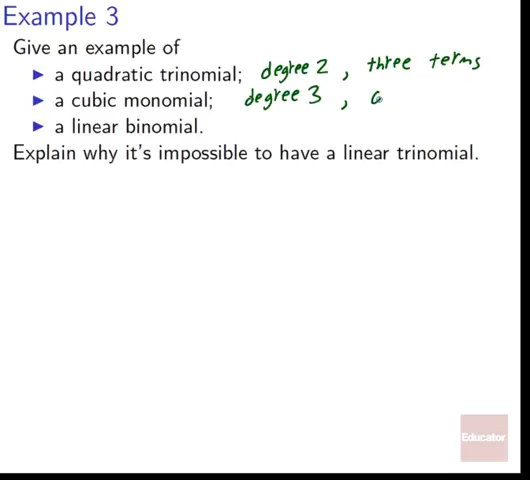 Example 3
Give an example of
▶ a quadratic trinomial; degree 2, three terms
▶ a cubic monomial; degree 3, o
▶ a linear binomial.
Explain why it's impossible to have a linear trinomial.
Educator